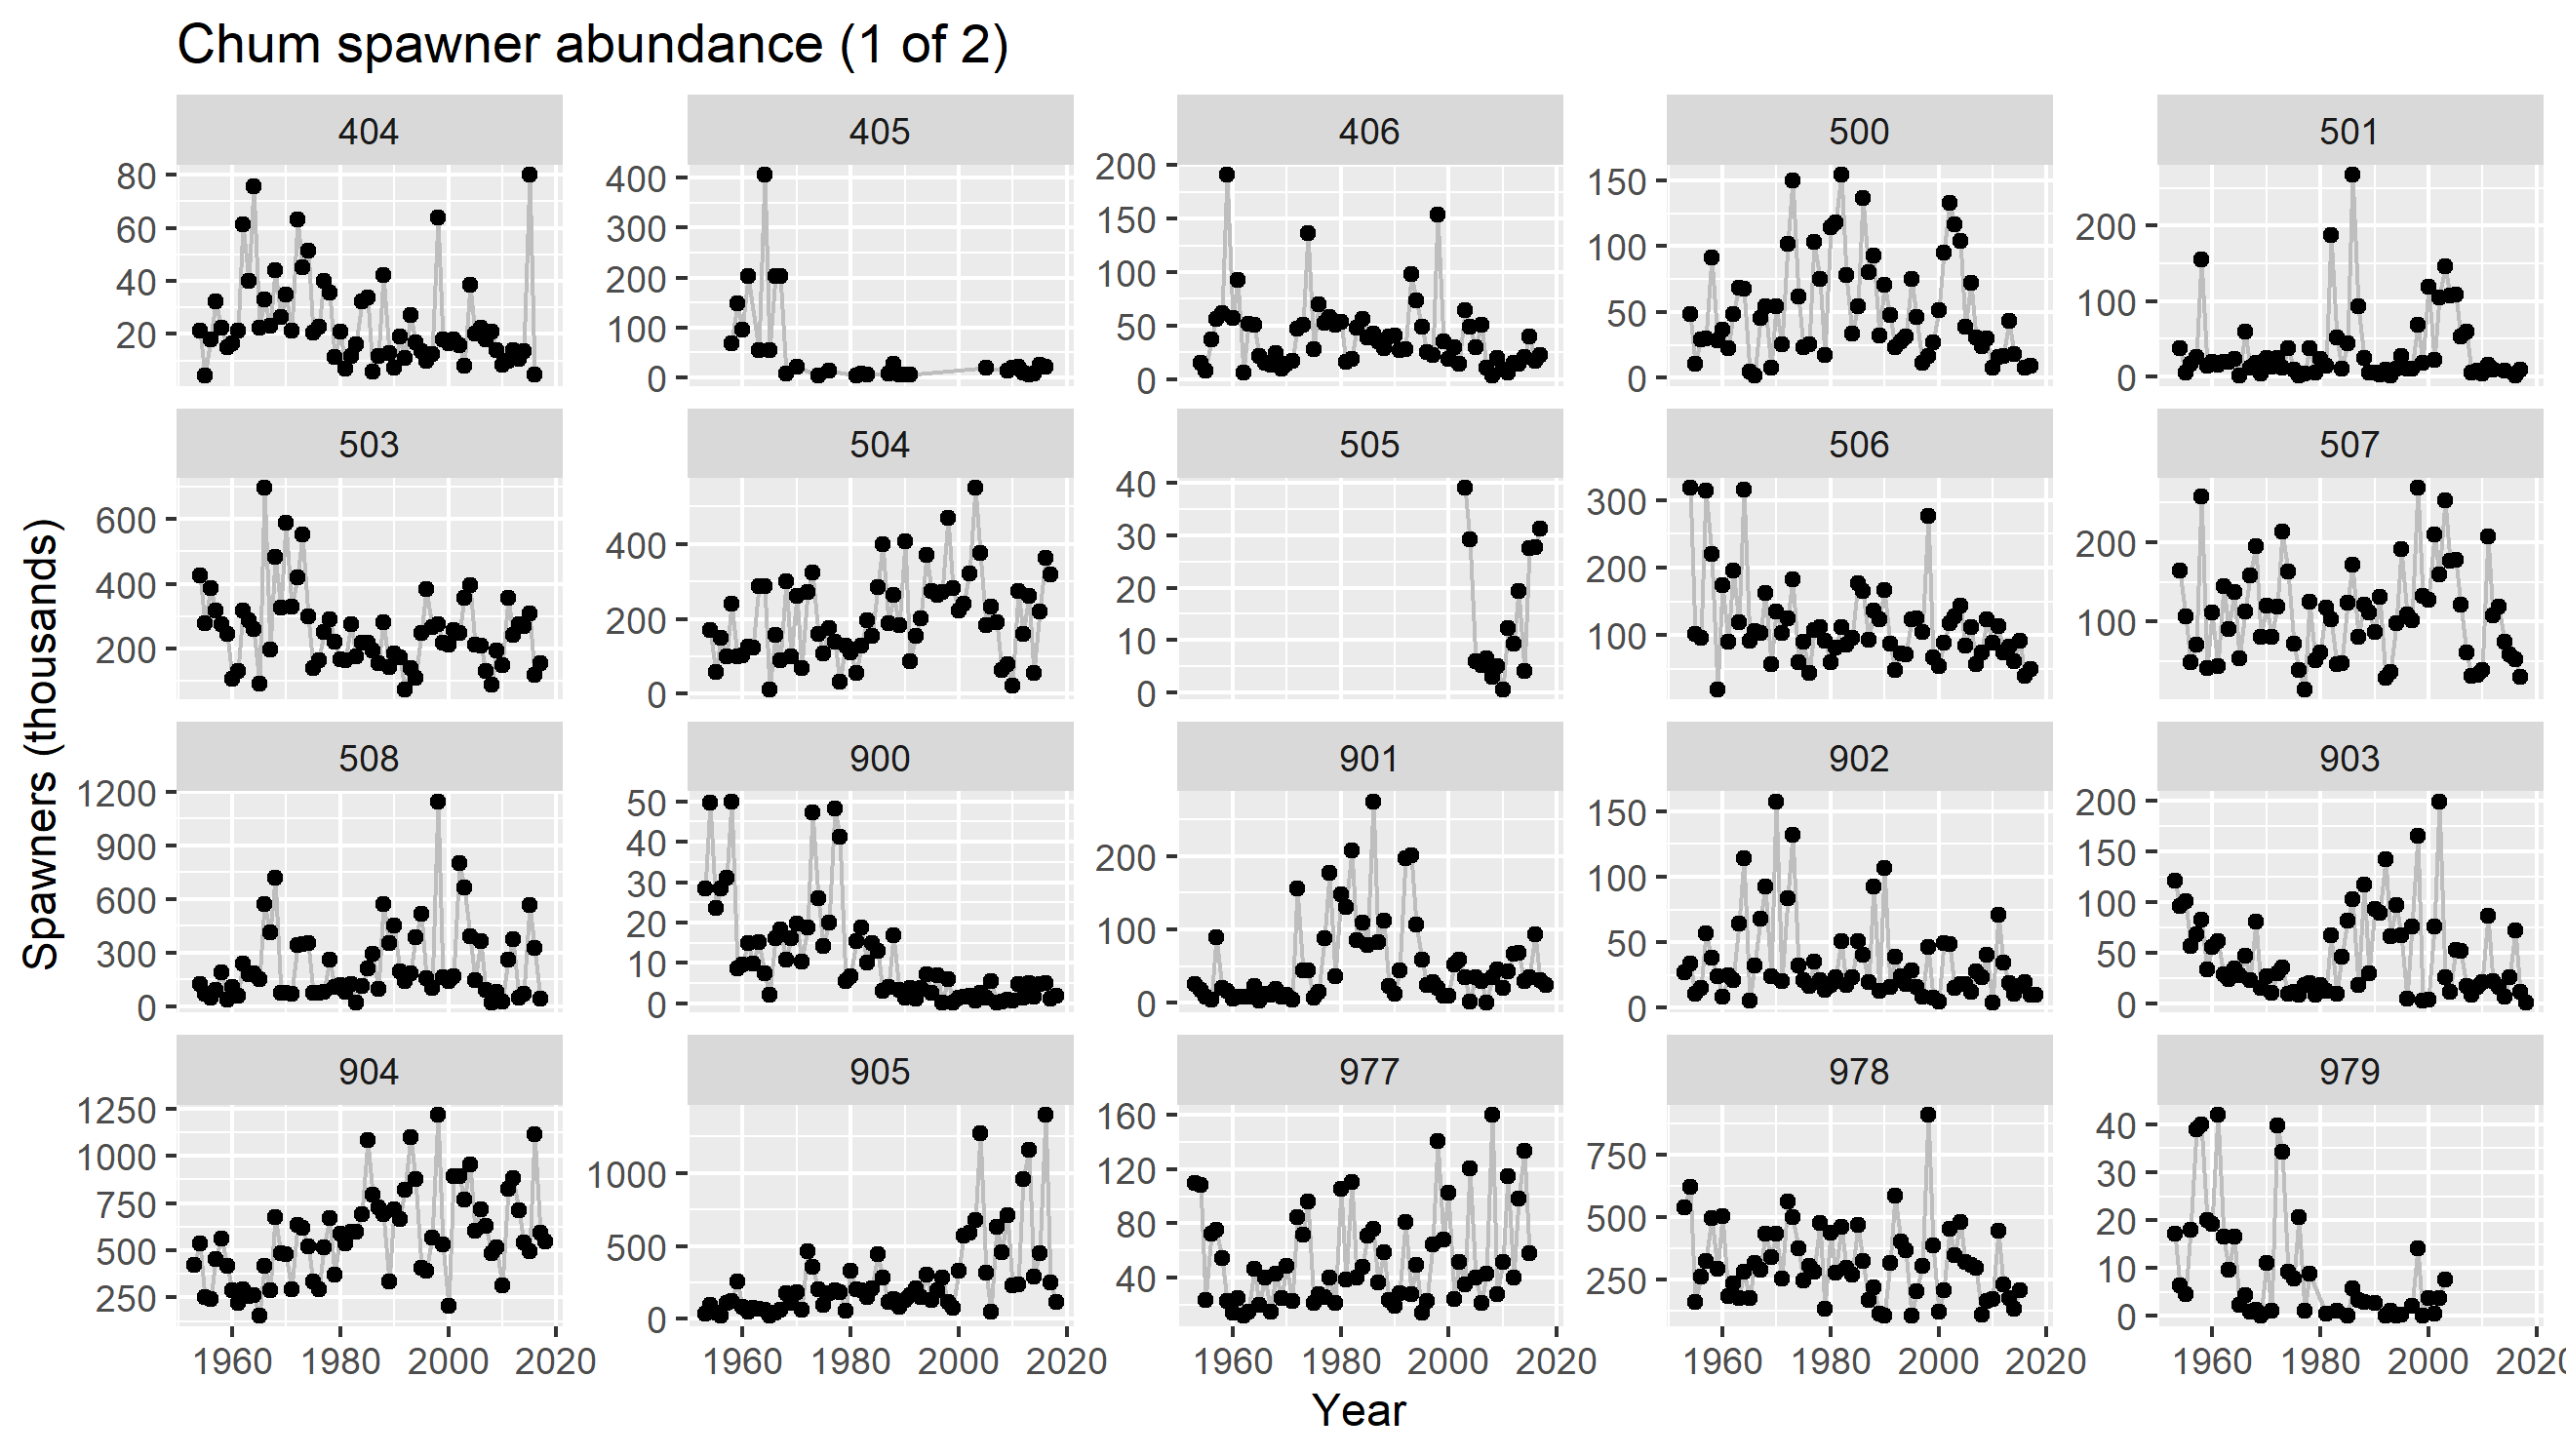 Chum spawner abundance (1 of 2)
404 405 406 500 501
80 60 40 20
400 300 200 100 0
200 150 100 50 0
150 100 50 0
200 100 0
503 504 505 506 507
600 400 200
400 200 0
40 30 20 10 0
300 200 100
200 100
Spawners (thousands)
508 900 901 902 903
1200 900 600 300 0
50 40 30 20 10 0
200 100 0
150 100 50 0
200 150 100 50 0
904 905 977 978 979
1250 1000 750 500 250
1000 500 0
160 120 80 40
750 500 250
40 30 20 10 0
1960 1980 2000 2020 1960 1980 2000 2020 1960 1980 2000 2020 1960 1980 2000 2020 1960 1980 2000 202
Year